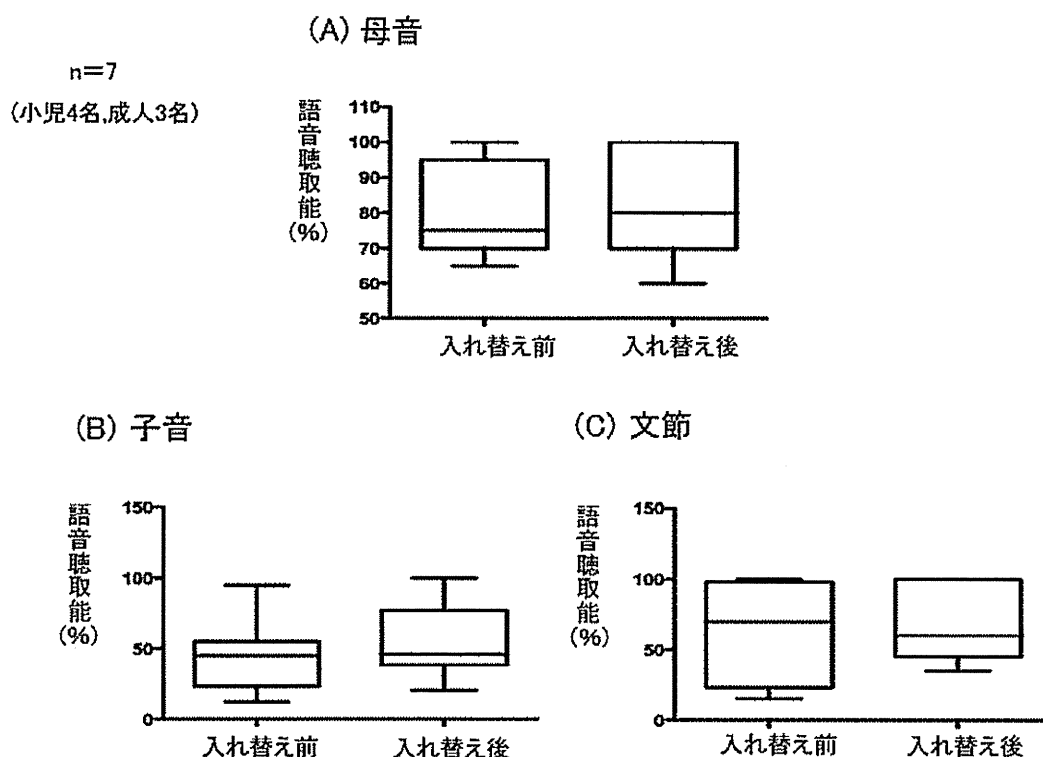 (A) 母音
n=7
(小児4名,成人3名)
語音聴取能(%)
110
100
90
80
70
60
50
入れ替え前
入れ替え後
(B) 子音
語音聴取能(%)
150
100
50
0
入れ替え前
入れ替え後
(C) 文節
語音聴取能(%)
150
100
50
0
入れ替え前
入れ替え後